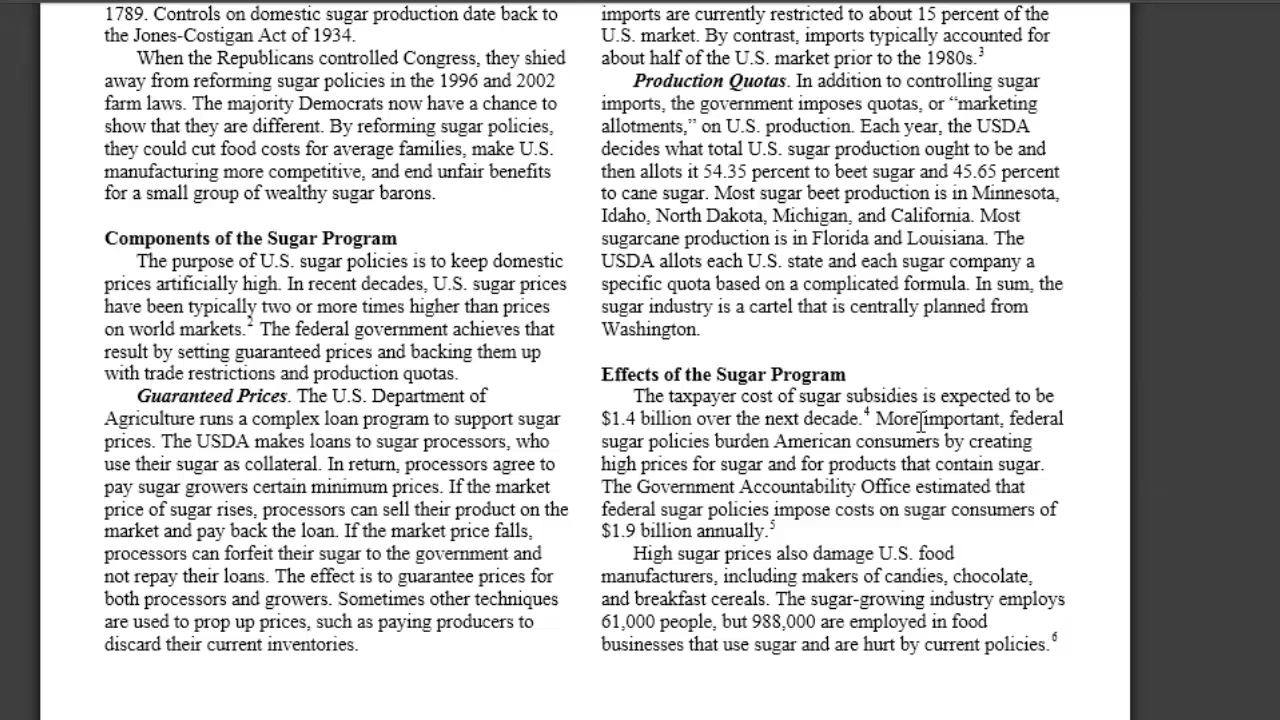 1789. Controls on domestic sugar production date back to
the Jones-Costigan Act of 1934.
When the Republicans controlled Congress, they shied
away from reforming sugar policies in the 1996 and 2002
farm laws. The majority Democrats now have a chance to
show that they are different. By reforming sugar policies,
they could cut food costs for average families, make U.S.
manufacturing more competitive, and end unfair benefits
for a small group of wealthy sugar barons.
Components of the Sugar Program
The purpose of U.S. sugar policies is to keep domestic
prices artificially high. In recent decades, U.S. sugar prices
have been typically two or more times higher than prices
on world markets.2 The federal government achieves that
result by setting guaranteed prices and backing them up
with trade restrictions and production quotas.
Guaranteed Prices. The U.S. Department of
Agriculture runs a complex loan program to support sugar
prices. The USDA makes loans to sugar processors, who
use their sugar as collateral. In return, processors agree to
pay sugar growers certain minimum prices. If the market
price of sugar rises, processors can sell their product on the
market and pay back the loan. If the market price falls,
processors can forfeit their sugar to the government and
not repay their loans. The effect is to guarantee prices for
both processors and growers. Sometimes other techniques
are used to prop up prices, such as paying producers to
discard their current inventories.
imports are currently restricted to about 15 percent of the
U.S. market. By contrast, imports typically accounted for
about half of the U.S. market prior to the 1980s.3
Production Quotas. In addition to controlling sugar
imports, the government imposes quotas, or “marketing
allotments,” on U.S. production. Each year, the USDA
decides what total U.S. sugar production ought to be and
then allots it 54.35 percent to beet sugar and 45.65 percent
to cane sugar. Most sugar beet production is in Minnesota,
Idaho, North Dakota, Michigan, and California. Most
sugarcane production is in Florida and Louisiana. The
USDA allots each U.S. state and each sugar company a
specific quota based on a complicated formula. In sum, the
sugar industry is a cartel that is centrally planned from
Washington.
Effects of the Sugar Program
The taxpayer cost of sugar subsidies is expected to be
$1.4 billion over the next decade.4 More important, federal
sugar policies burden American consumers by creating
high prices for sugar and for products that contain sugar.
The Government Accountability Office estimated that
federal sugar policies impose costs on sugar consumers of
$1.9 billion annually.5
High sugar prices also damage U.S. food
manufacturers, including makers of candies, chocolate,
and breakfast cereals. The sugar-growing industry employs
61,000 people, but 988,000 are employed in food
businesses that use sugar and are hurt by current policies.6